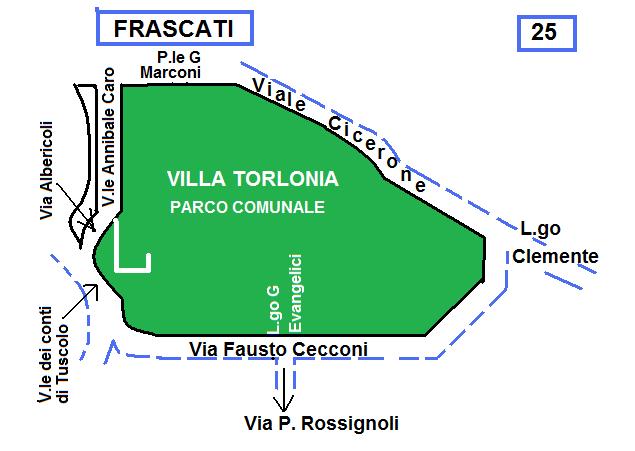 FRASCATI
25
P.le G
Marconi
Viale Cicerone
V.le Annibale Caro
Via Albericoli
VILLA TORLONIA
PARCO COMUNALE
L.go
Clemente
L.go G
Evangelici
V.le dei conti
di Tuscolo
Via Fausto Cecconi
Via P. Rossignoli